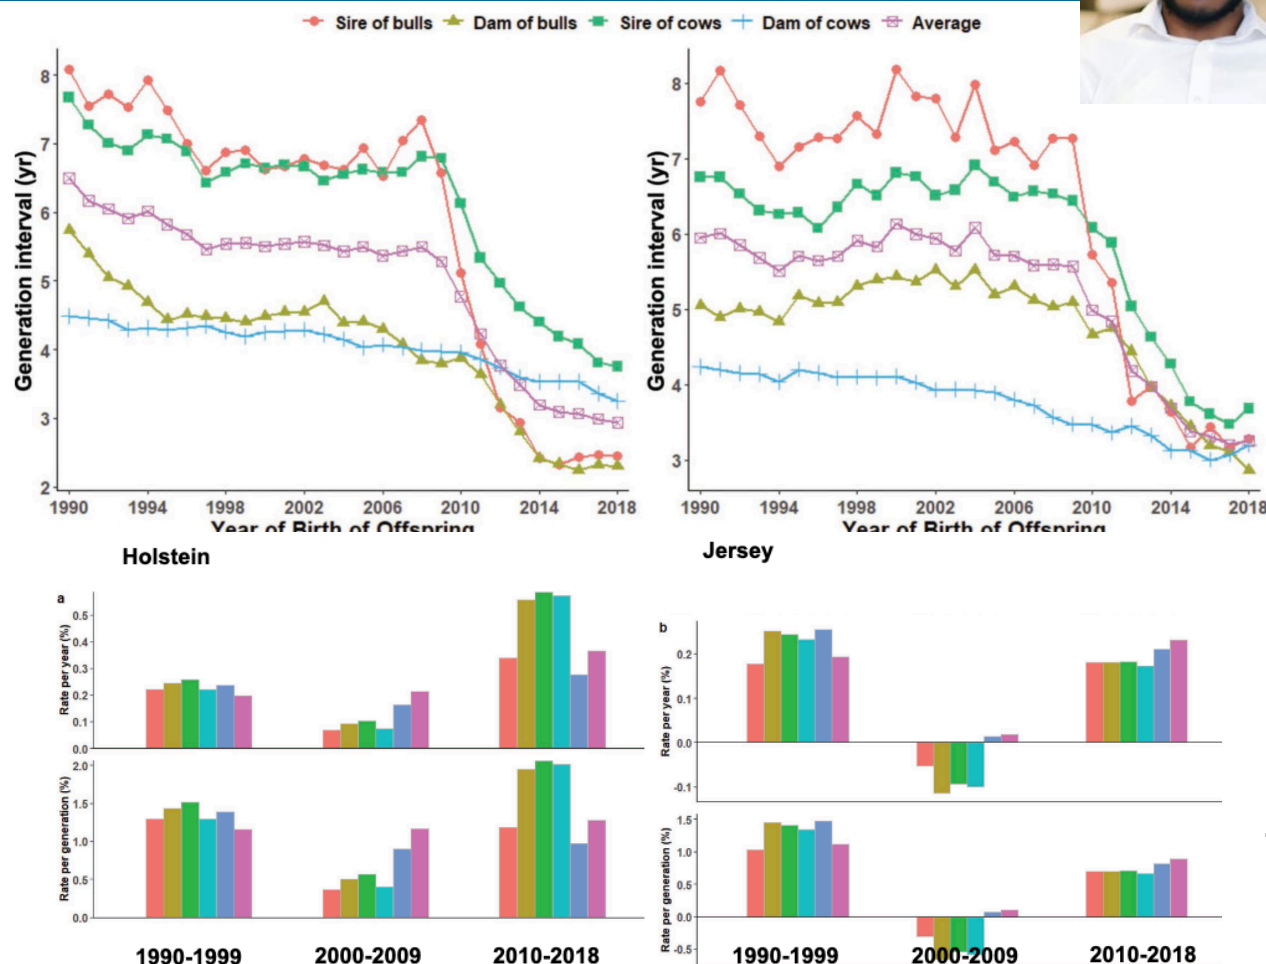 Sire of bulls Dam of bulls Sire of cows Dam of cows Average
Generation interval (yr)
8
7
6
5
4
3
2
1990 1994 1998 2002 2006 2010 2014 2018
Year of Birth of Offspring
Holstein
Generation interval (yr)
8
7
6
5
4
3
1990 1994 1998 2002 2006 2010 2014 2018
Year of Birth of Offspring
Jersey
a
Rate per year (%)
0.5
0.4
0.3
0.2
0.1
0.0
Rate per generation (%)
2.0
1.5
1.0
0.5
0.0
1990-1999 2000-2009 2010-2018
b
Rate per year (%)
0.2
0.1
0.0
-0.1
Rate per generation (%)
1.5
1.0
0.5
0.0
-0.5
1990-1999 2000-2009 2010-2018